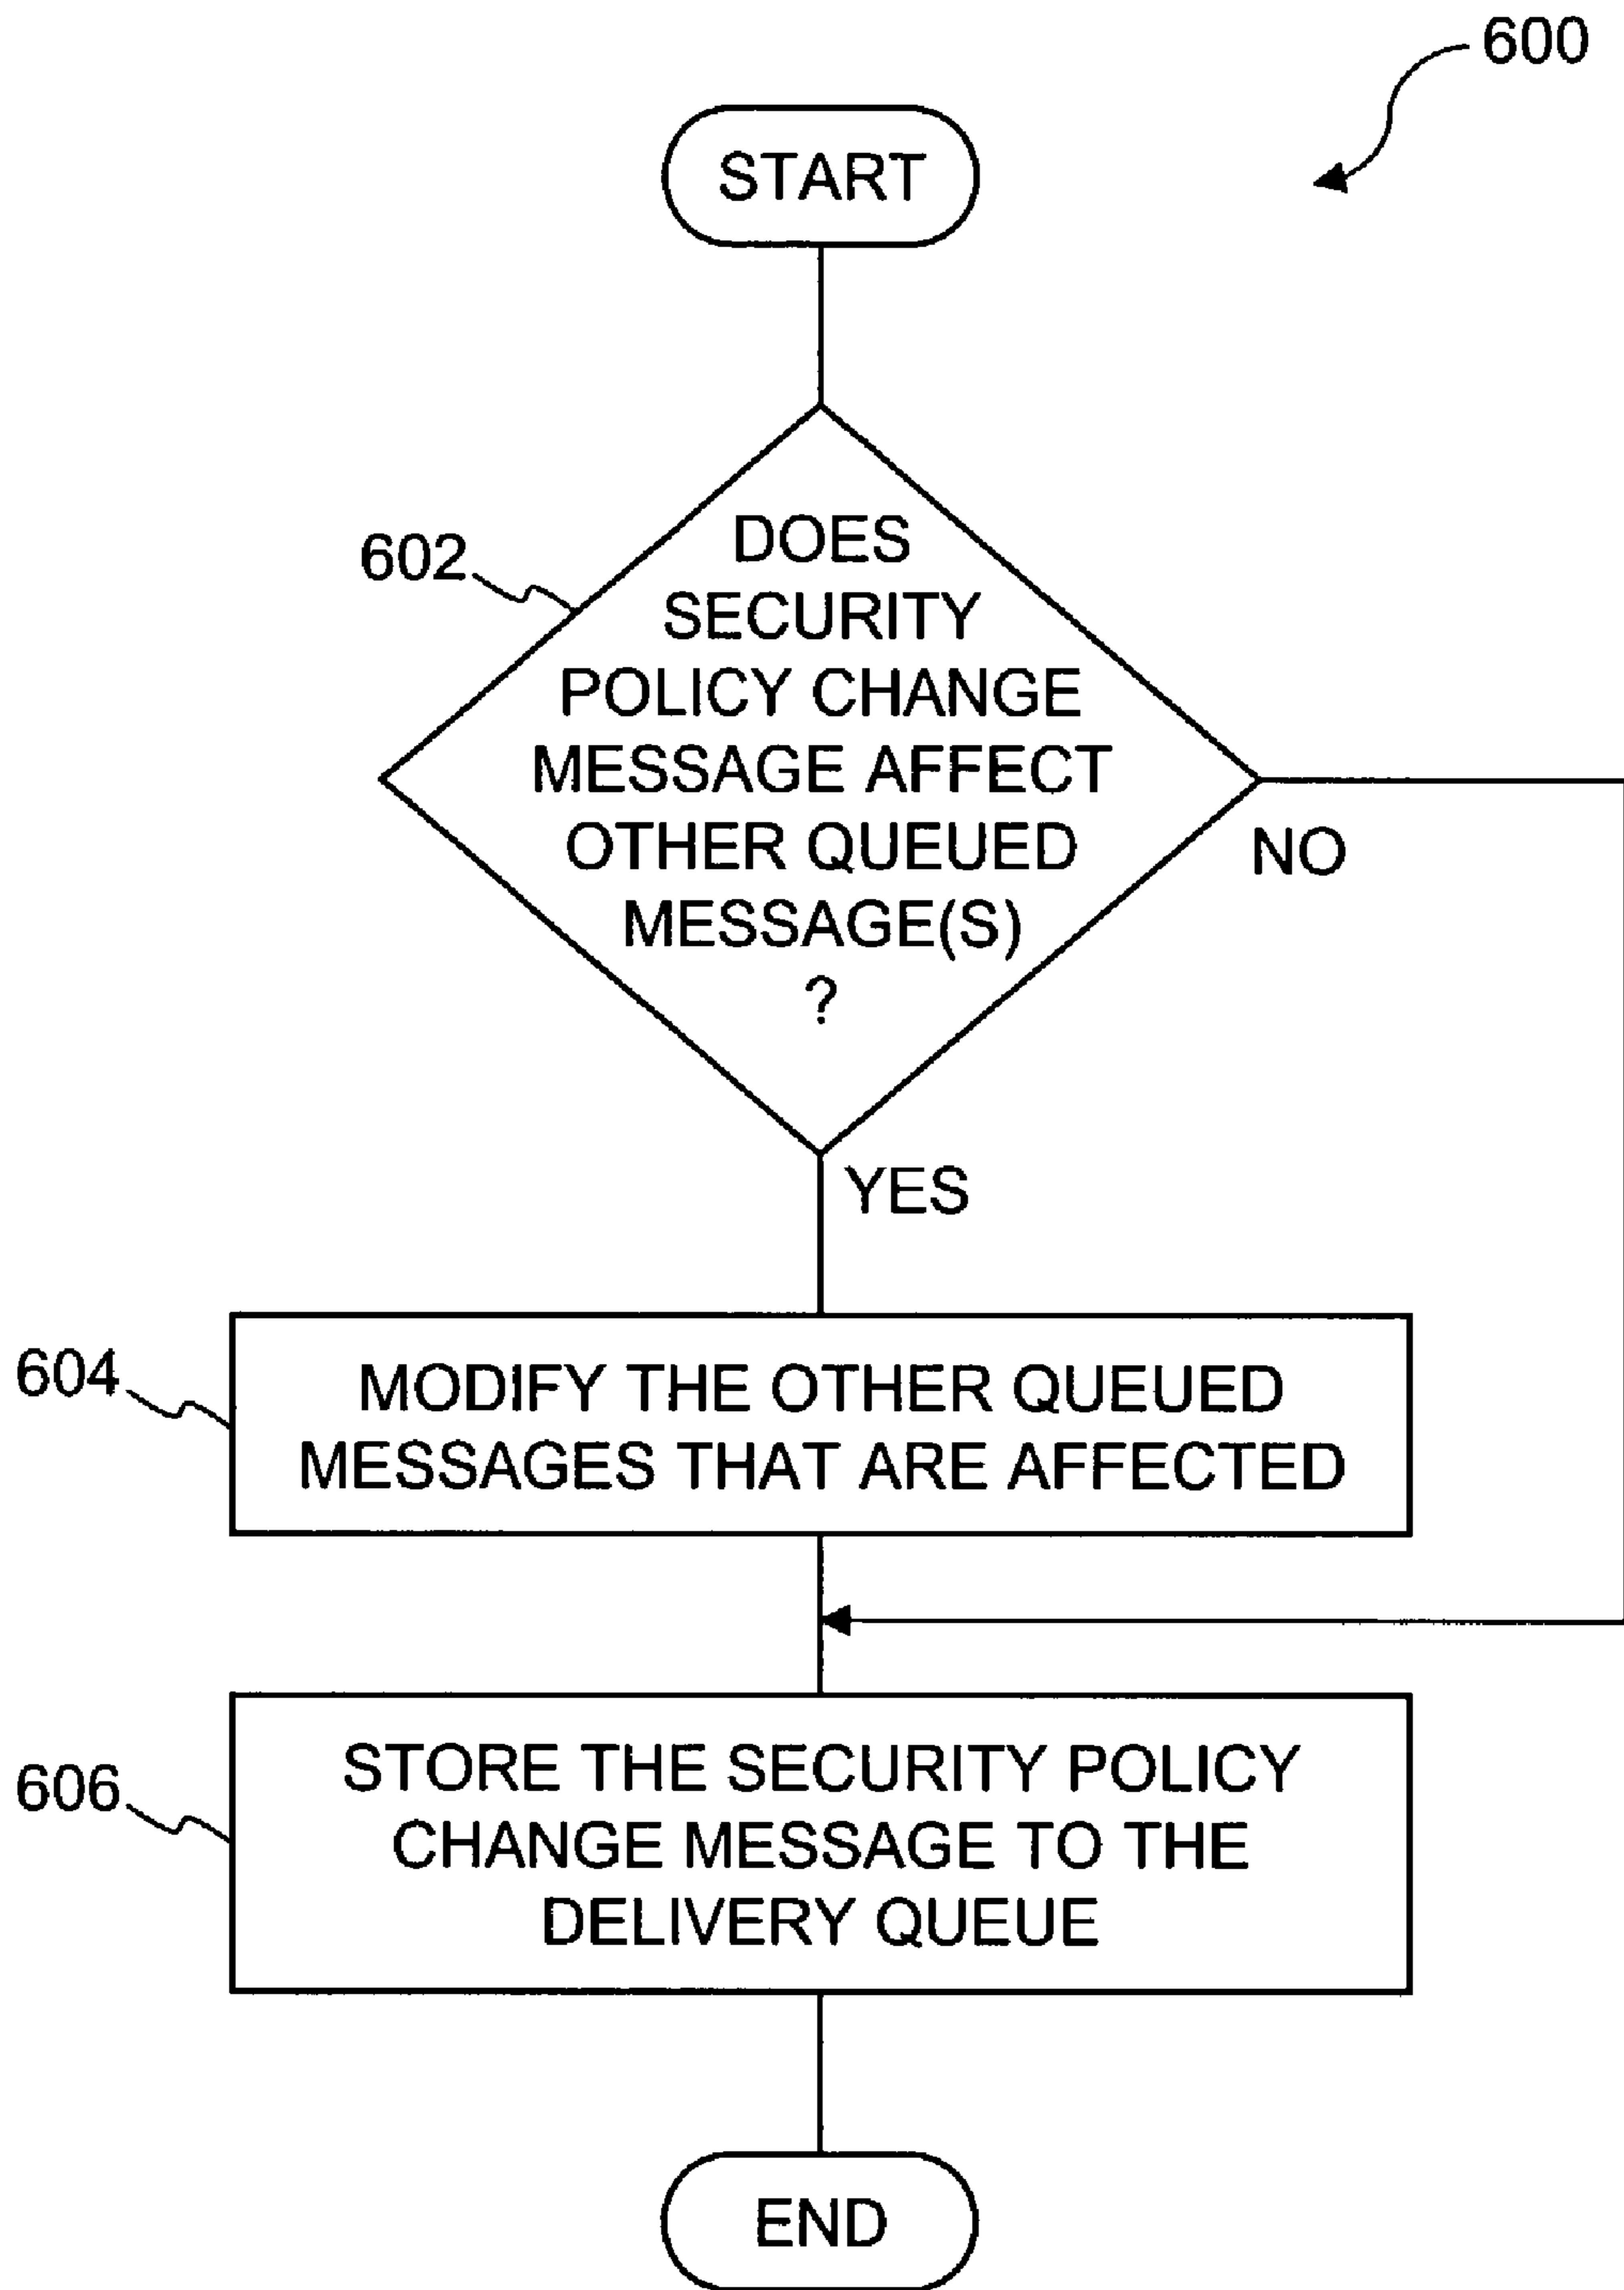 600
START
602
DOES
SECURITY
POLICY CHANGE
MESSAGE AFFECT
OTHER QUEUED
MESSAGE(S)
?
NO
YES
604
MODIFY THE OTHER QUEUED
MESSAGES THAT ARE AFFECTED
606
STORE THE SECURITY POLICY
CHANGE MESSAGE TO THE
DELIVERY QUEUE
END